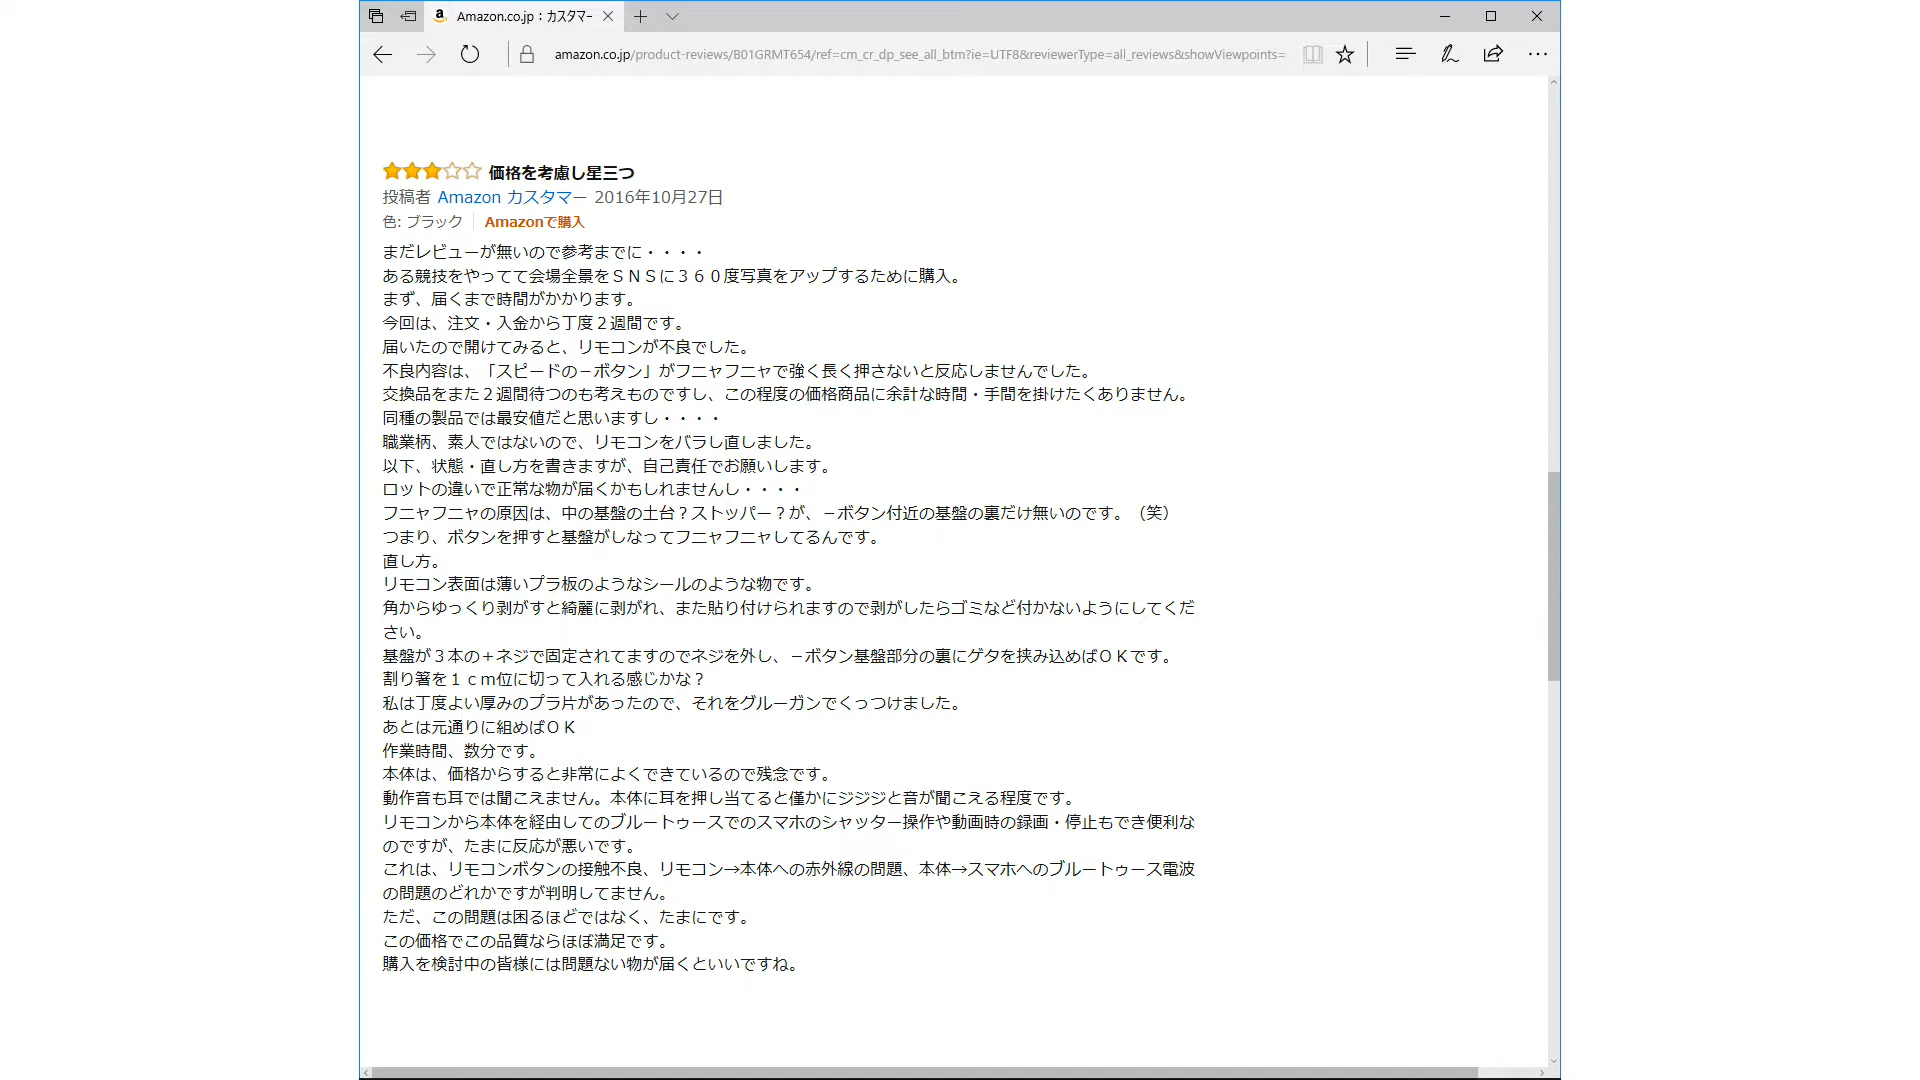 Amazon.co.jp：カスタマー
amazon.co.jp/product-reviews/B01GRMT654/ref=cm_cr_dp_see_all_btm?ie=UTF8&reviewerType=all_reviews&showViewpoints=
価格を考慮し星三つ
投稿者 Amazon カスタマー 2016年10月27日
色: ブラック Amazonで購入
まだレビューが無いので参考までに・・・・
ある競技をやってて会場全景をＳＮＳに３６０度写真をアップするために購入。
まず、届くまで時間がかかります。
今回は、注文・入金から丁度２週間です。
届いたので開けてみると、リモコンが不良でした。
不良内容は、「スピードの－ボタン」がフニャフニャで強く長く押さないと反応しませんでした。
交換品をまた２週間待つのも考えものですし、この程度の価格商品に余計な時間・手間を掛けたくありません。
同種の製品では最安値だと思いますし・・・・
職業柄、素人ではないので、リモコンをバラし直しました。
以下、状態・直し方を書きますが、自己責任でお願いします。
ロットの違いで正常な物が届くかもしれませんし・・・・
フニャフニャの原因は、中の基盤の土台？ストッパー？が、－ボタン付近の基盤の裏だけ無いのです。（笑）
つまり、ボタンを押すと基盤がしなってフニャフニャしてるんです。
直し方。
リモコン表面は薄いプラ板のようなシールのような物です。
角からゆっくり剥がすと綺麗に剥がれ、また貼り付けられますので剥がしたらゴミなど付かないようにしてくだ
さい。
基盤が３本の＋ネジで固定されてますのでネジを外し、－ボタン基盤部分の裏にゲタを挟み込めばＯＫです。
割り箸を１ｃｍ位に切って入れる感じかな？
私は丁度よい厚みのプラ片があったので、それをグルーガンでくっつけました。
あとは元通りに組めばＯＫ
作業時間、数分です。
本体は、価格からすると非常によくできているので残念です。
動作音も耳では聞こえません。本体に耳を押し当てると僅かにジジジと音が聞こえる程度です。
リモコンから本体を経由してのブルートゥースでのスマホのシャッター操作や動画時の録画・停止もでき便利な
のですが、たまに反応が悪いです。
これは、リモコンボタンの接触不良、リモコン→本体への赤外線の問題、本体→スマホへのブルートゥース電波
の問題のどれかですが判明してません。
ただ、この問題は困るほどではなく、たまにです。
この価格でこの品質ならほぼ満足です。
購入を検討中の皆様には問題ない物が届くといいですね。